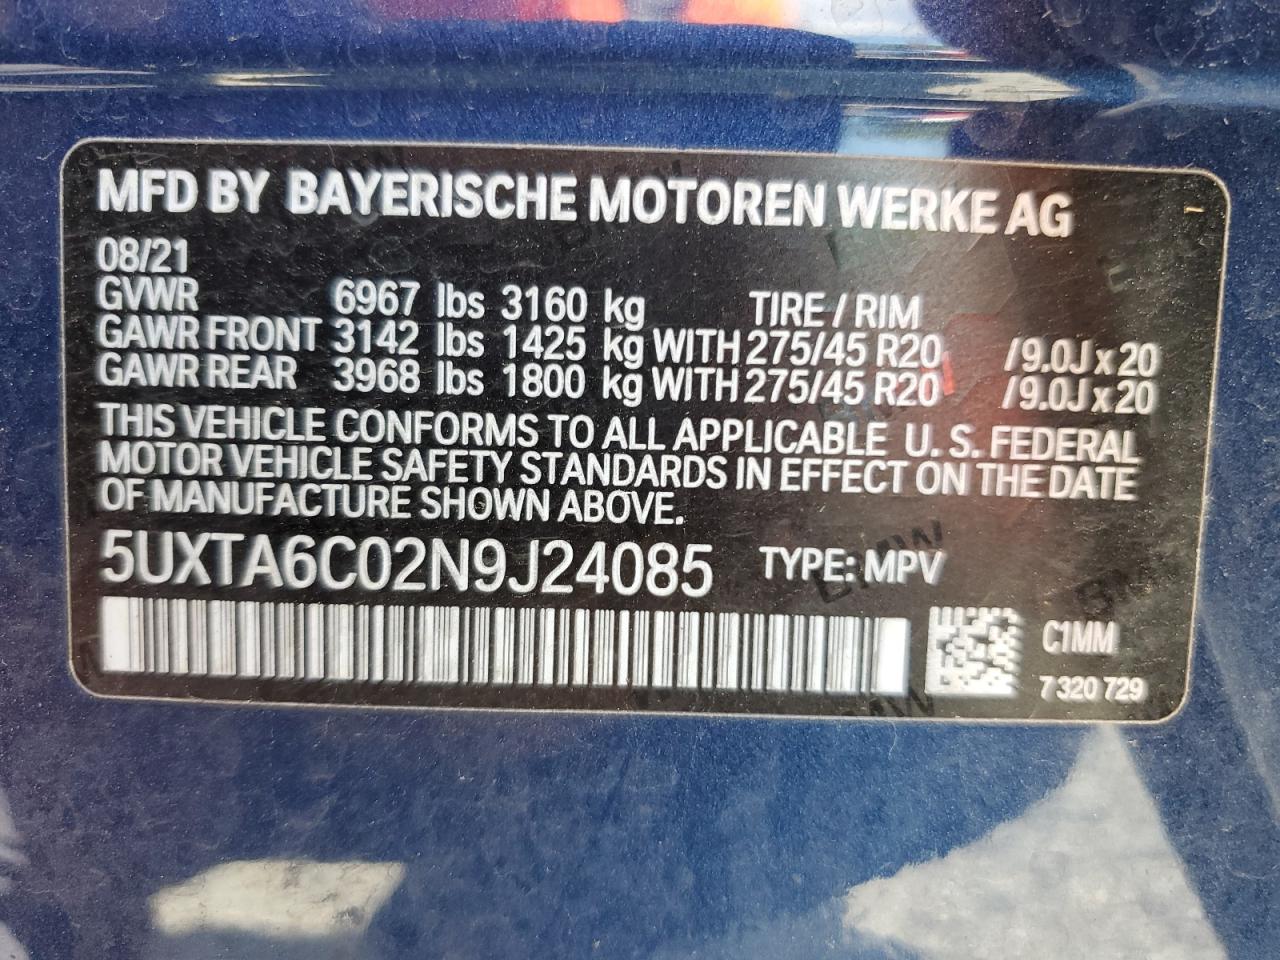 MFD BY BAYERISCHE MOTOREN WERKE AG
08/21
GVWR 6967 lbs 3160 kg TIRE / RIM
GAWR FRONT 3142 lbs 1425 kg WITH 275/45 R20 /9.0J x 20
GAWR REAR 3968 lbs 1800 kg WITH 275/45 R20 /9.0J x 20
THIS VEHICLE CONFORMS TO ALL APPLICABLE U. S. FEDERAL
MOTOR VEHICLE SAFETY STANDARDS IN EFFECT ON THE DATE
OF MANUFACTURE SHOWN ABOVE.
5UXTA6C02N9J24085 TYPE: MPV
C1MM
7 320 729